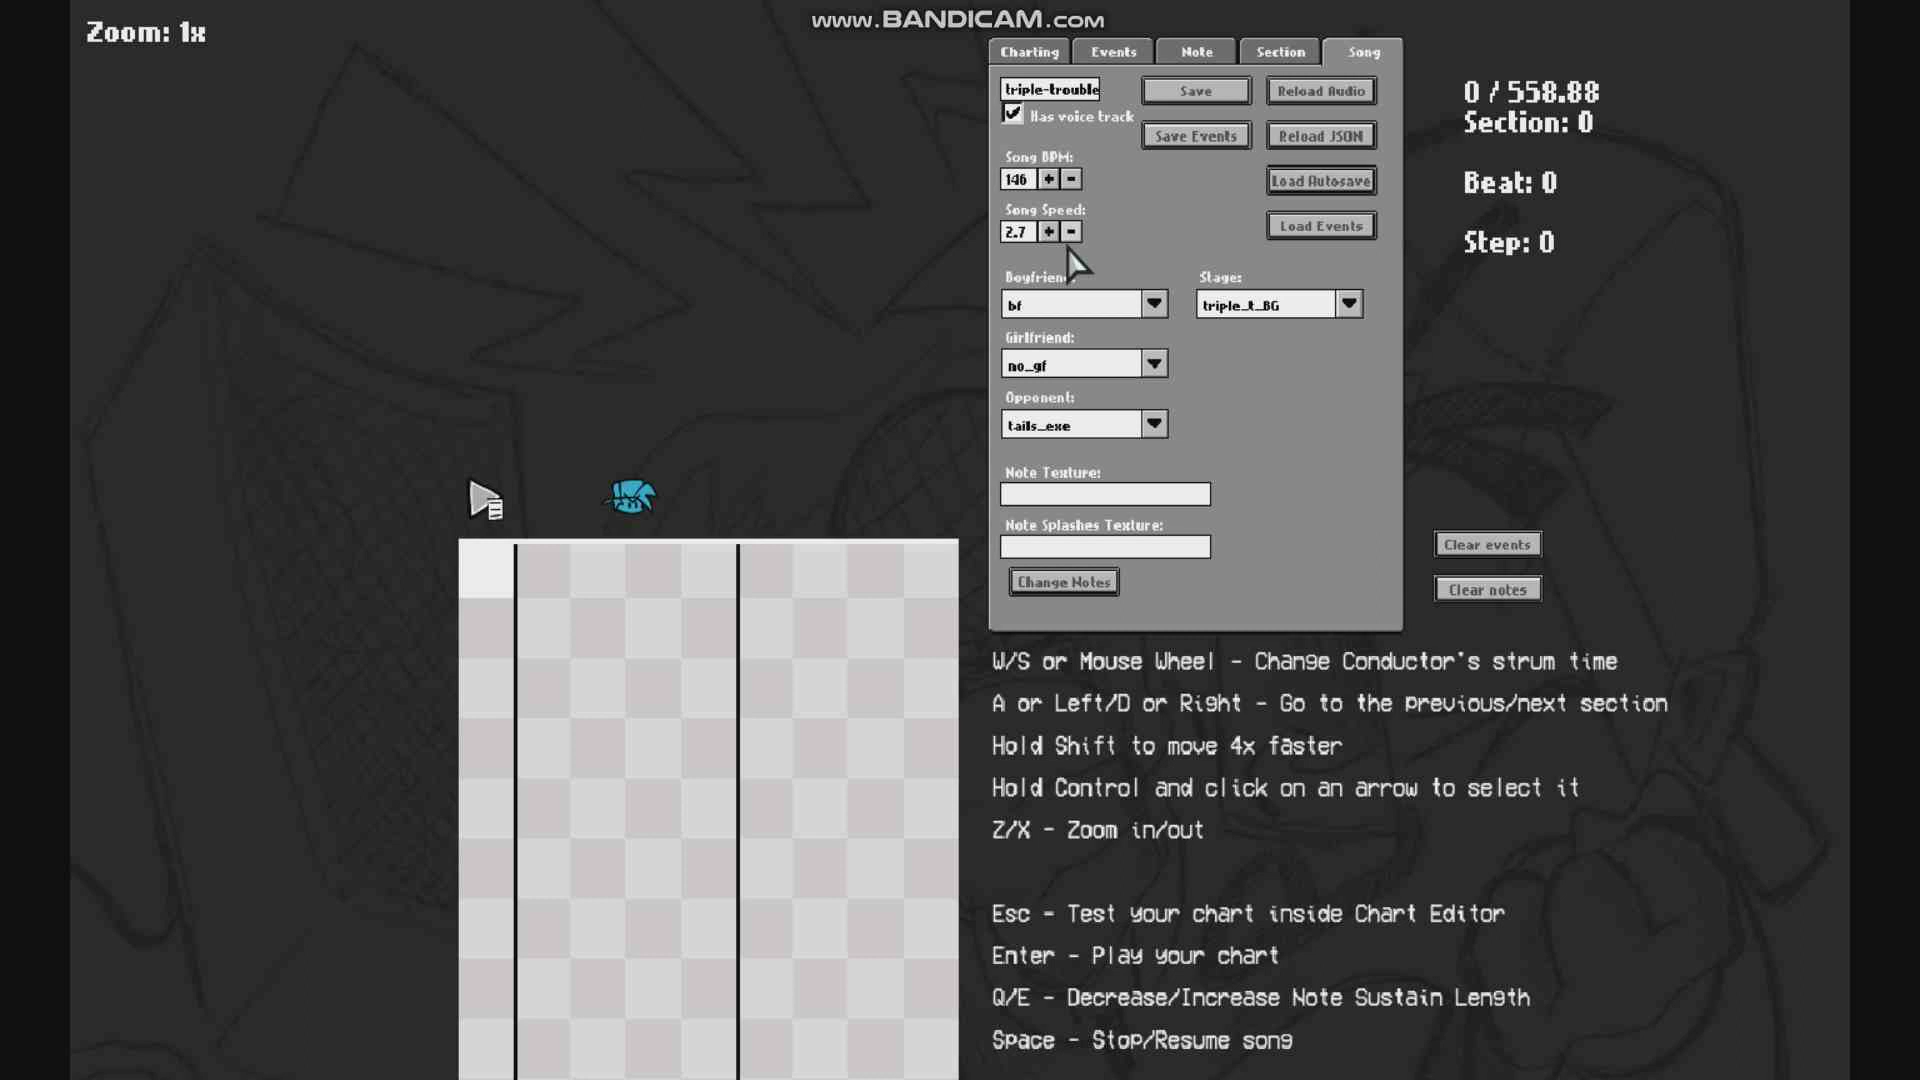 www.BANDICAM.com
Zoom: 1x
Charting
Events
Note
Section
Song
triple-trouble
Save
Reload Audio
Has voice track
Save Events
Reload JSON
Song BPM:
146 + -
Load Autosave
Song Speed:
2.7 + -
Load Events
Boyfriend:
Stage:
bf
triple_t_BG
Girlfriend:
no_gf
Opponent:
tails_exe
Note Texture:
Note Splashes Texture:
Change Notes
0 / 558.88
Section: 0
Beat: 0
Step: 0
Clear events
Clear notes
W/S or Mouse Wheel - Change Conductor's strum time
A or Left/D or Right - Go to the previous/next section
Hold Shift to move 4x faster
Hold Control and click on an arrow to select it
Z/X - Zoom in/out
Esc - Test your chart inside Chart Editor
Enter - Play your chart
Q/E - Decrease/Increase Note Sustain Length
Space - Stop/Resume song